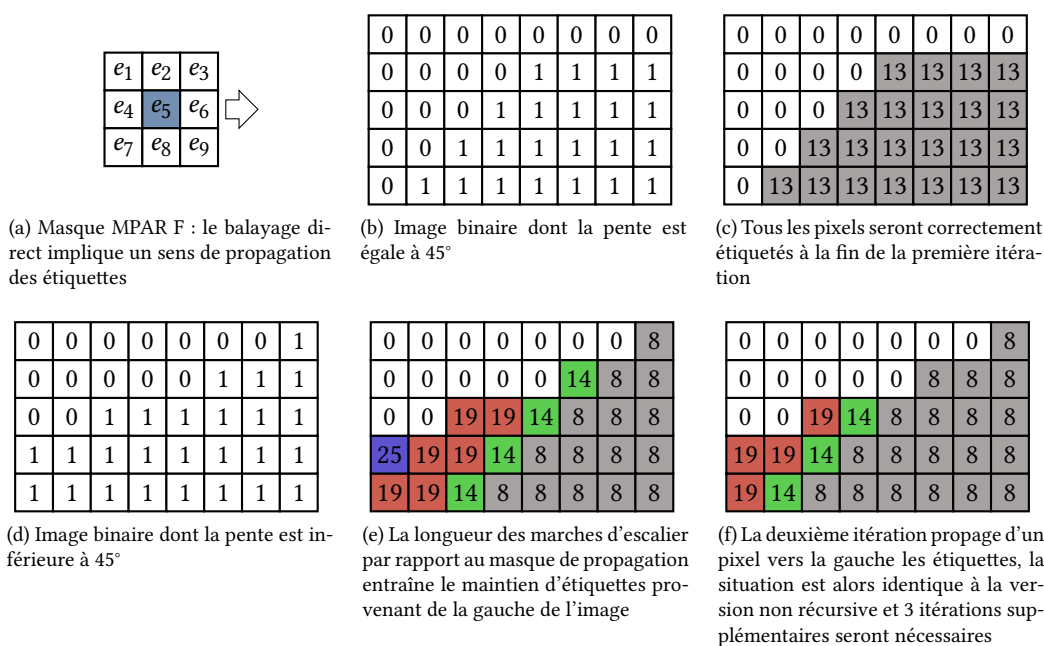 e1 e2 e3
e4 e5 e6
e7 e8 e9
(a) Masque MPAR F : le balayage di-
rect implique un sens de propagation
des étiquettes
0 0 0 0 0 0 0 0
0 0 0 0 1 1 1 1
0 0 0 1 1 1 1 1
0 0 1 1 1 1 1 1
0 1 1 1 1 1 1 1
(b) Image binaire dont la pente est
égale à 45°
0 0 0 0 0 0 0 0
0 0 0 0 13 13 13 13
0 0 0 13 13 13 13 13
0 0 13 13 13 13 13 13
0 13 13 13 13 13 13 13
(c) Tous les pixels seront correctement
étiquetés à la fin de la première itéra-
tion
0 0 0 0 0 0 0 1
0 0 0 0 0 1 1 1
0 0 1 1 1 1 1 1
1 1 1 1 1 1 1 1
1 1 1 1 1 1 1 1
(d) Image binaire dont la pente est in-
férieure à 45°
0 0 0 0 0 0 0 8
0 0 0 0 0 14 8 8
0 0 19 19 14 8 8 8
25 19 19 14 8 8 8 8
19 19 14 8 8 8 8 8
(e) La longueur des marches d'escalier
par rapport au masque de propagation
entraîne le maintien d'étiquettes pro-
venant de la gauche de l'image
0 0 0 0 0 0 0 8
0 0 0 0 0 8 8 8
0 0 19 14 8 8 8 8
19 19 14 8 8 8 8 8
19 14 8 8 8 8 8 8
(f) La deuxième itération propage d'un
pixel vers la gauche les étiquettes, la
situation est alors identique à la ver-
sion non récursive et 3 itérations sup-
plémentaires seront nécessaires